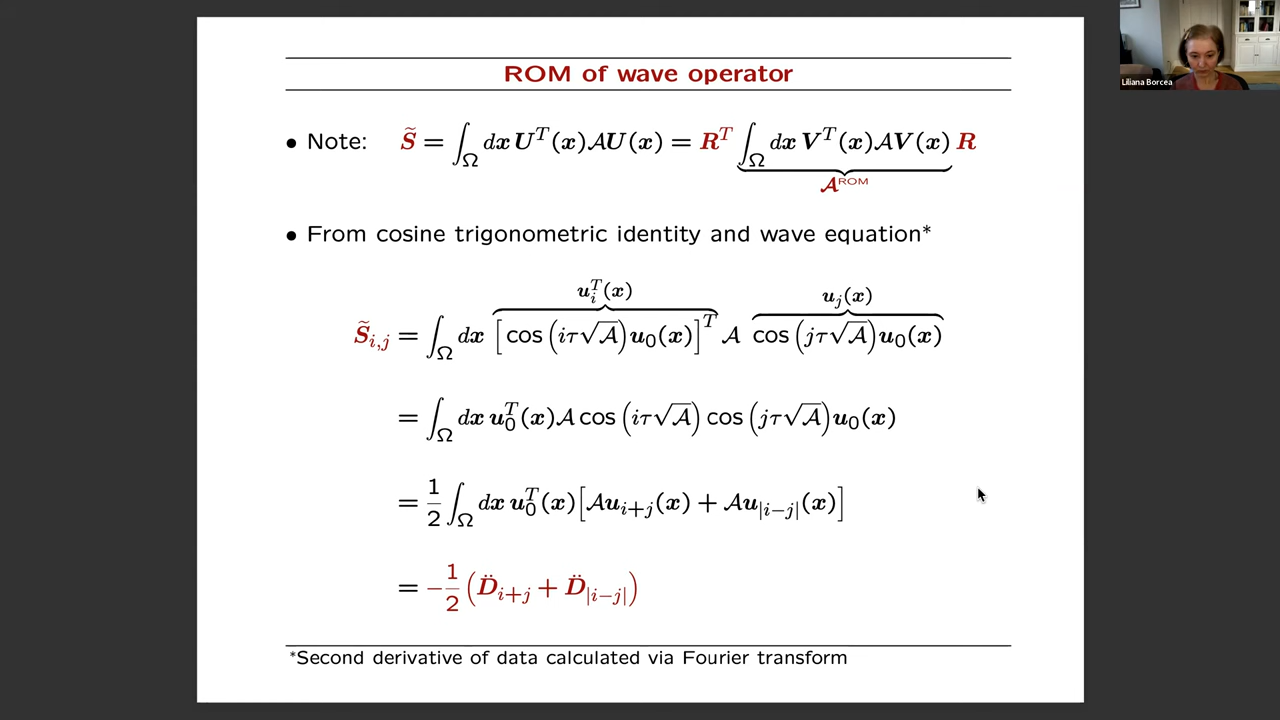 ROM of wave operator
• Note: S̃ = ∫_Ω dx U^T(x)𝒜U(x) = R^T ∫_Ω dx V^T(x)𝒜V(x) R
𝒜^ROM
• From cosine trigonometric identity and wave equation*
u_i^T(x) u_j(x)
S̃_{i,j} = ∫_Ω dx [cos(iτ√𝒜)u_0(x)]^T 𝒜 cos(jτ√𝒜)u_0(x)
= ∫_Ω dx u_0^T(x)𝒜 cos(iτ√𝒜) cos(jτ√𝒜)u_0(x)
= 1/2 ∫_Ω dx u_0^T(x)[𝒜u_{i+j}(x) + 𝒜u_{|i−j|}(x)]
= −1/2 (D̈_{i+j} + D̈_{|i−j|})
*Second derivative of data calculated via Fourier transform
Liliana Borcea